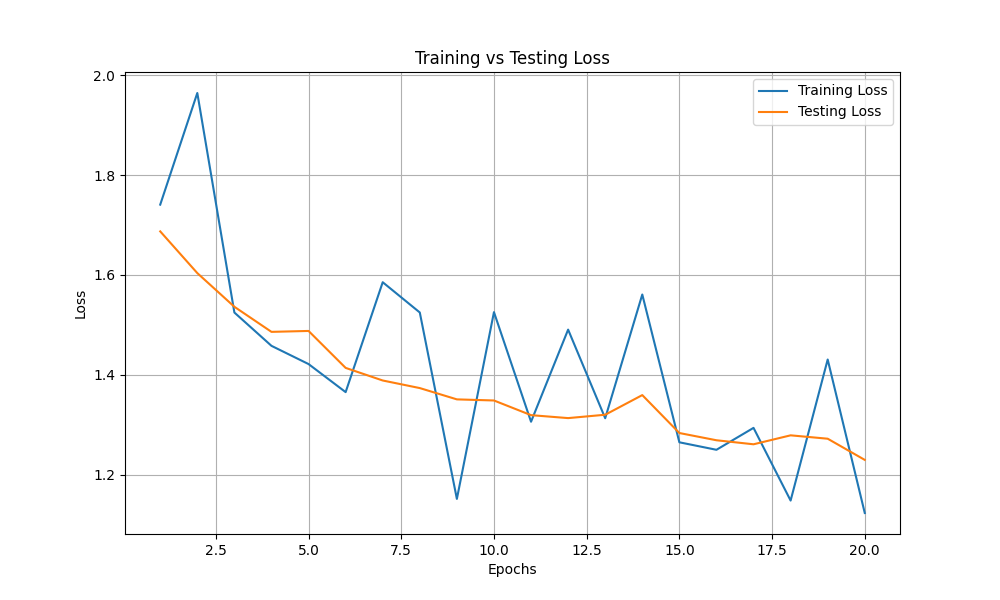 Training vs Testing Loss
Training Loss
Testing Loss
2.0
1.8
1.6
1.4
1.2
Loss
2.5 5.0 7.5 10.0 12.5 15.0 17.5 20.0
Epochs